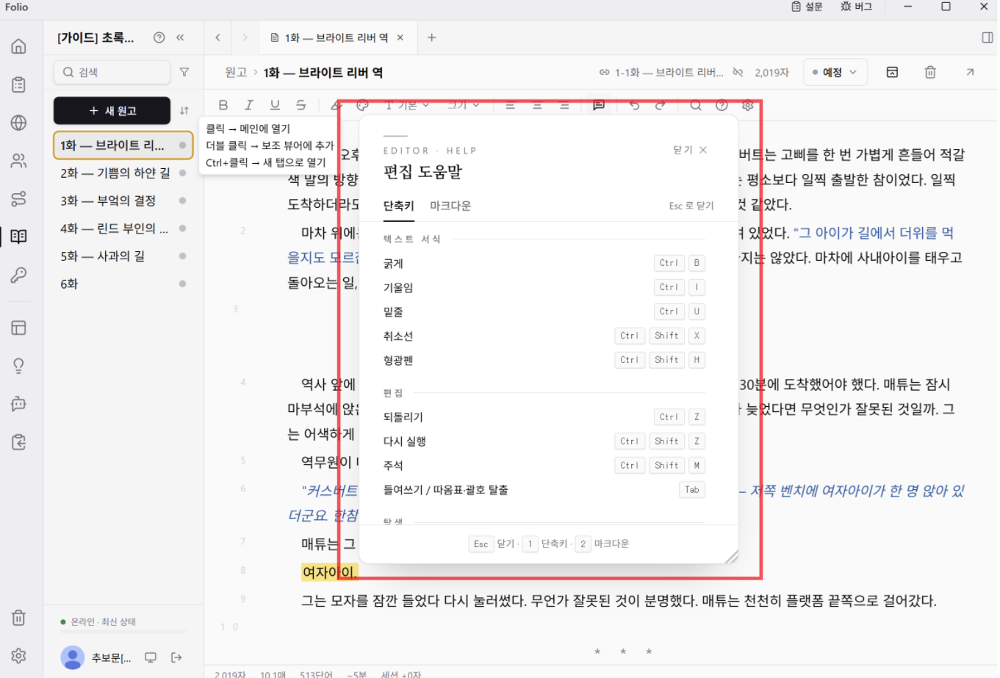 Folio
설문
버그
[가이드] 초록...
1화 — 브라이트 리버 역
검색
원고 > 1화 — 브라이트 리버 역
1-1화 — 브라이트 리버...
2,019자
예정
+ 새 원고
B I U S
T 기본
크기
1화 — 브라이트 리...
2화 — 기쁨의 하얀 길
3화 — 부엌의 결정
4화 — 린드 부인의 ...
5화 — 사과의 길
6화
클릭 → 메인에 열기
더블 클릭 → 보조 뷰어에 추가
Ctrl+클릭 → 새 탭으로 열기
EDITOR · HELP
닫기 ×
편집 도움말
단축키
마크다운
Esc 로 닫기
텍스트 서식
굵게 Ctrl B
기울임 Ctrl I
밑줄 Ctrl U
취소선 Ctrl Shift X
형광펜 Ctrl Shift H
편집
되돌리기 Ctrl Z
다시 실행 Ctrl Shift Z
주석 Ctrl Shift M
들여쓰기 / 따옴표·괄호 탈출 Tab
탐색
Esc 닫기 · 1 단축키 · 2 마크다운
오후
버트는 고삐를 한 번 가볍게 흔들어 적갈
색 말의 방향
평소보다 일찍 출발한 참이었다. 일찍
도착하더라도
것 같았다.
2 마차 위에는
있었다. "그 아이가 길에서 더위를 먹
을지도 모르
지는 않았다. 마차에 사내아이를 태우고
돌아오는 일,
3
4 역사 앞에
30분에 도착했어야 했다. 매튜는 잠시
마부석에 앉은
늦었다면 무엇인가 잘못된 것일까. 그
는 어색하게
5 역무원이
6 "커스버트
– 저쪽 벤치에 여자아이가 한 명 앉아 있
더군요. 한참
7 매튜는 그
8 여자아이.
9 그는 모자를 잠깐 들었다 다시 눌러썼다. 무언가 잘못된 것이 분명했다. 매튜는 천천히 플랫폼 끝쪽으로 걸어갔다.
10
* * *
온라인 · 최신 상태
추보문[...
2,019자 10.1매 513단어 ~5분 세션 +0자